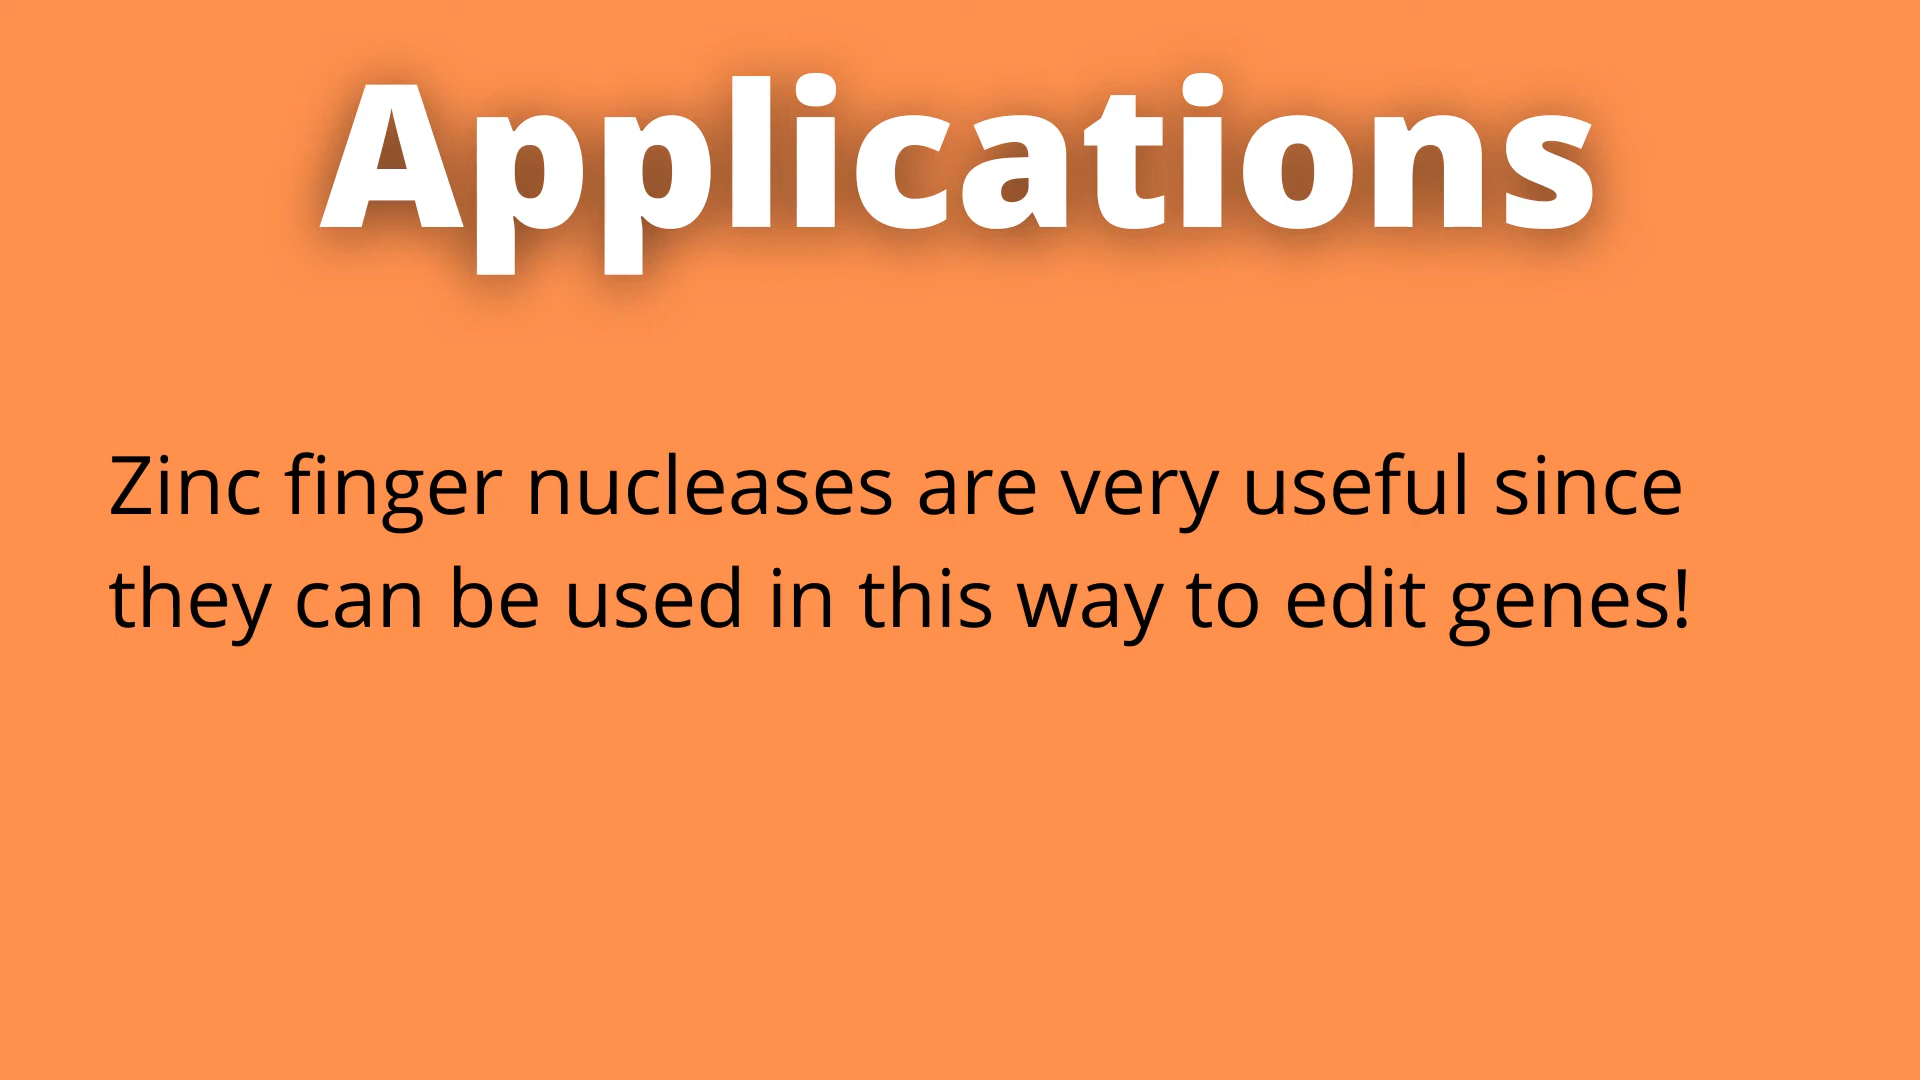 Applications
Zinc finger nucleases are very useful since
they can be used in this way to edit genes!